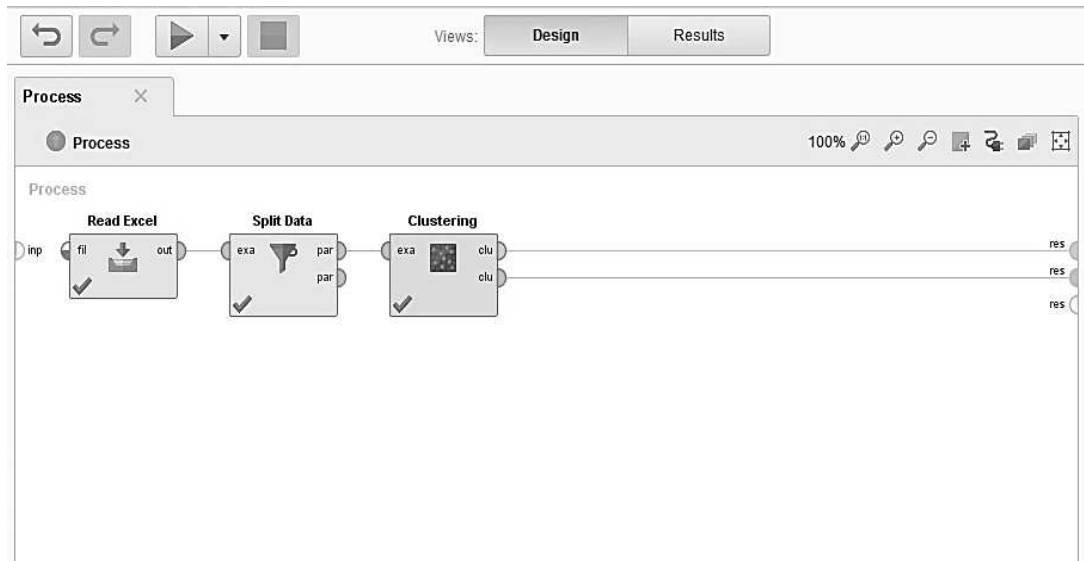 Views: Design Results
Process
Process
100%
Process
Read Excel Split Data Clustering
inp fil out exa par exa clu res
par clu res
res